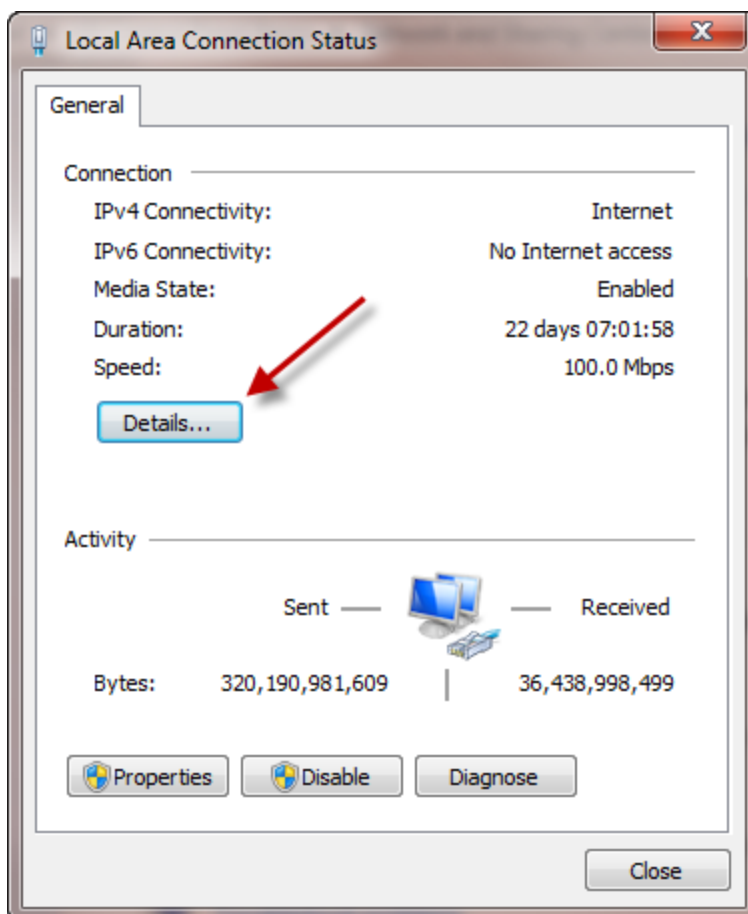 Local Area Connection Status
General
Connection
IPv4 Connectivity: Internet
IPv6 Connectivity: No Internet access
Media State: Enabled
Duration: 22 days 07:01:58
Speed: 100.0 Mbps
Details...
Activity
Sent Received
Bytes: 320,190,981,609 36,438,998,499
Properties Disable Diagnose
Close